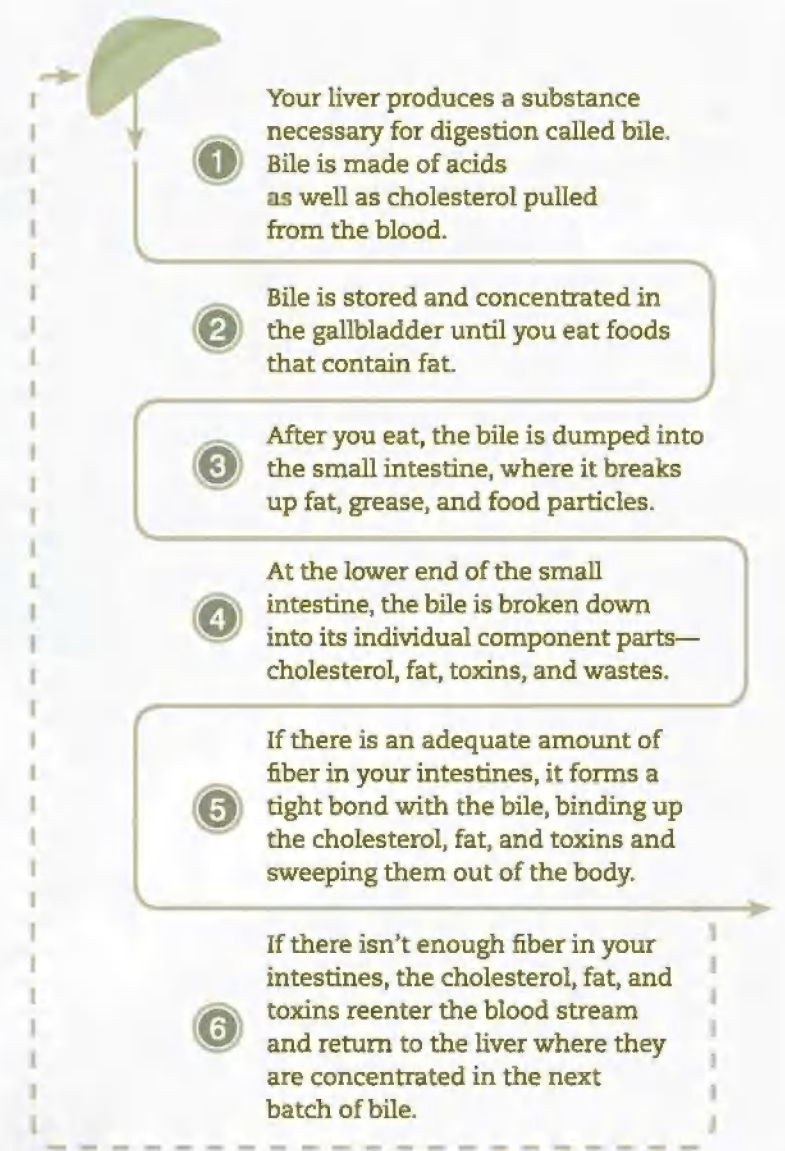 1
Your liver produces a substance
necessary for digestion called bile.
Bile is made of acids
as well as cholesterol pulled
from the blood.
2
Bile is stored and concentrated in
the gallbladder until you eat foods
that contain fat.
3
After you eat, the bile is dumped into
the small intestine, where it breaks
up fat, grease, and food particles.
4
At the lower end of the small
intestine, the bile is broken down
into its individual component parts—
cholesterol, fat, toxins, and wastes.
5
If there is an adequate amount of
fiber in your intestines, it forms a
tight bond with the bile, binding up
the cholesterol, fat, and toxins and
sweeping them out of the body.
6
If there isn't enough fiber in your
intestines, the cholesterol, fat, and
toxins reenter the blood stream
and return to the liver where they
are concentrated in the next
batch of bile.